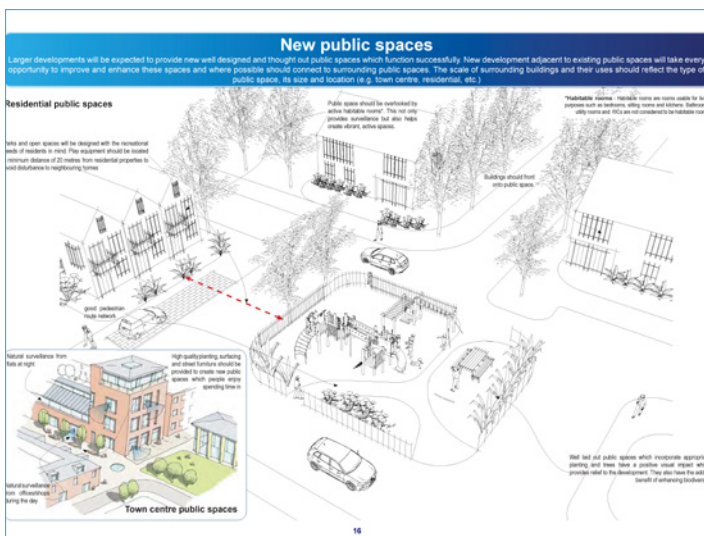 New public spaces
Larger developments will be expected to provide new well designed and thought out public spaces which function successfully. New development adjacent to existing public spaces will take every
opportunity to improve and enhance these spaces and where possible should connect to surrounding public spaces. The scale of surrounding buildings and their uses should reflect the type of
public space, its size and location (e.g. town centre, residential, etc.)
Residential public spaces
Public space should be overlooked by
active habitable rooms*. This not only
provides surveillance but also helps
create vibrant, active spaces.
"Habitable rooms - Habitable rooms are rooms usable for
purposes such as bedrooms, sitting rooms and kitchens.
utility rooms and WCs are not considered to be habitable
and open spaces will be designed with the recreational
of residents in mind. Play equipment should be located
minimum distance of 20 metres from residential properties to
disturbance to neighbouring homes
Buildings should front
onto public space
good pedestrian
route network
Natural surveillance from
flats at night
High quality planting, surfacing
and street furniture should be
provided to create new public
spaces which people enjoy
spending time in
Natural surveillance
from offices/shops
during the day
Town centre public spaces
Well laid out public spaces which incorporate
planting and trees have a positive visual impact
provides relief to the development. They also have the
benefit of enhancing
16